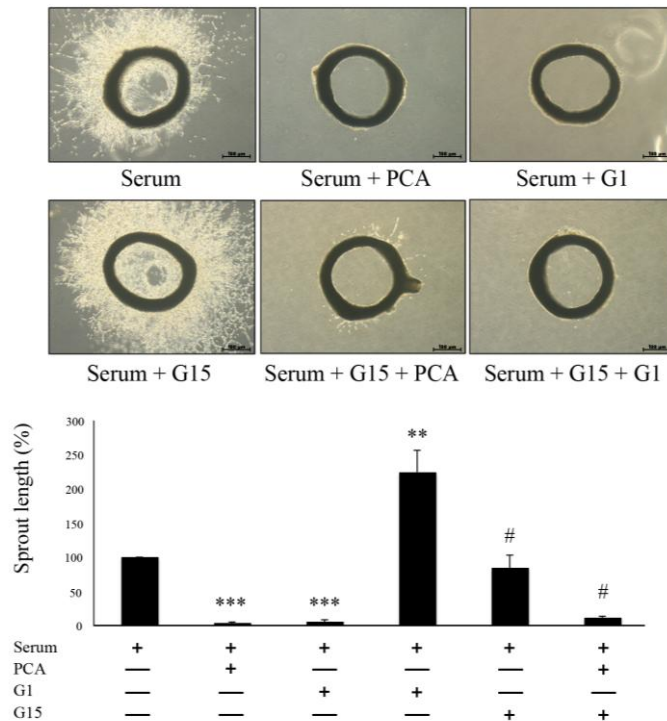 Serum Serum + PCA Serum + G1
Serum + G15 Serum + G15 + PCA Serum + G15 + G1
Sprout length (%)
300
250
200
150
100
50
0
*** *** ** # #
Serum + + + + + +
PCA — + — — — +
G1 — — + + — —
G15 — — — — + +